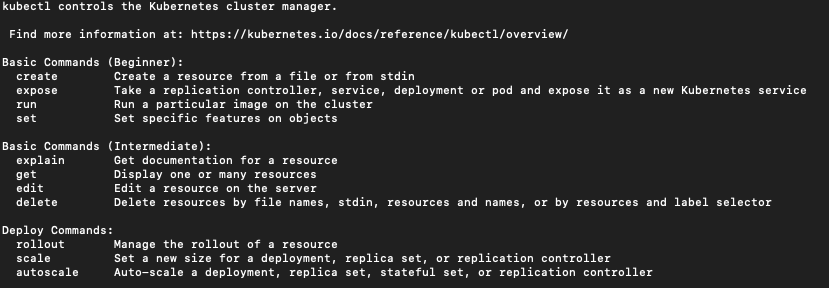 kubectl controls the Kubernetes cluster manager.
Find more information at: https://kubernetes.io/docs/reference/kubectl/overview/
Basic Commands (Beginner):
create Create a resource from a file or from stdin
expose Take a replication controller, service, deployment or pod and expose it as a new Kubernetes service
run Run a particular image on the cluster
set Set specific features on objects
Basic Commands (Intermediate):
explain Get documentation for a resource
get Display one or many resources
edit Edit a resource on the server
delete Delete resources by file names, stdin, resources and names, or by resources and label selector
Deploy Commands:
rollout Manage the rollout of a resource
scale Set a new size for a deployment, replica set, or replication controller
autoscale Auto-scale a deployment, replica set, stateful set, or replication controller